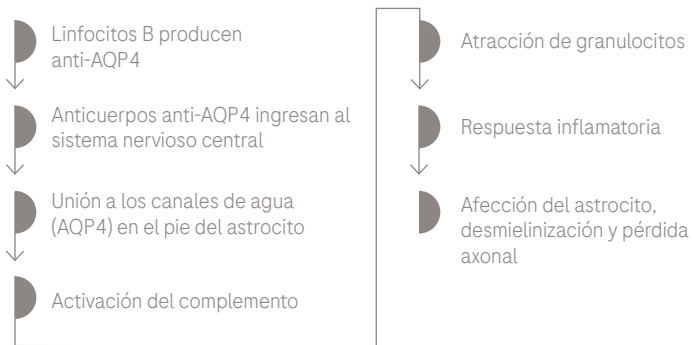 Linfocitos B producen
anti-AQP4
Anticuerpos anti-AQP4 ingresan al
sistema nervioso central
Unión a los canales de agua
(AQP4) en el pie del astrocito
Activación del complemento
Atracción de granulocitos
Respuesta inflamatoria
Afección del astrocito,
desmielinización y pérdida
axonal